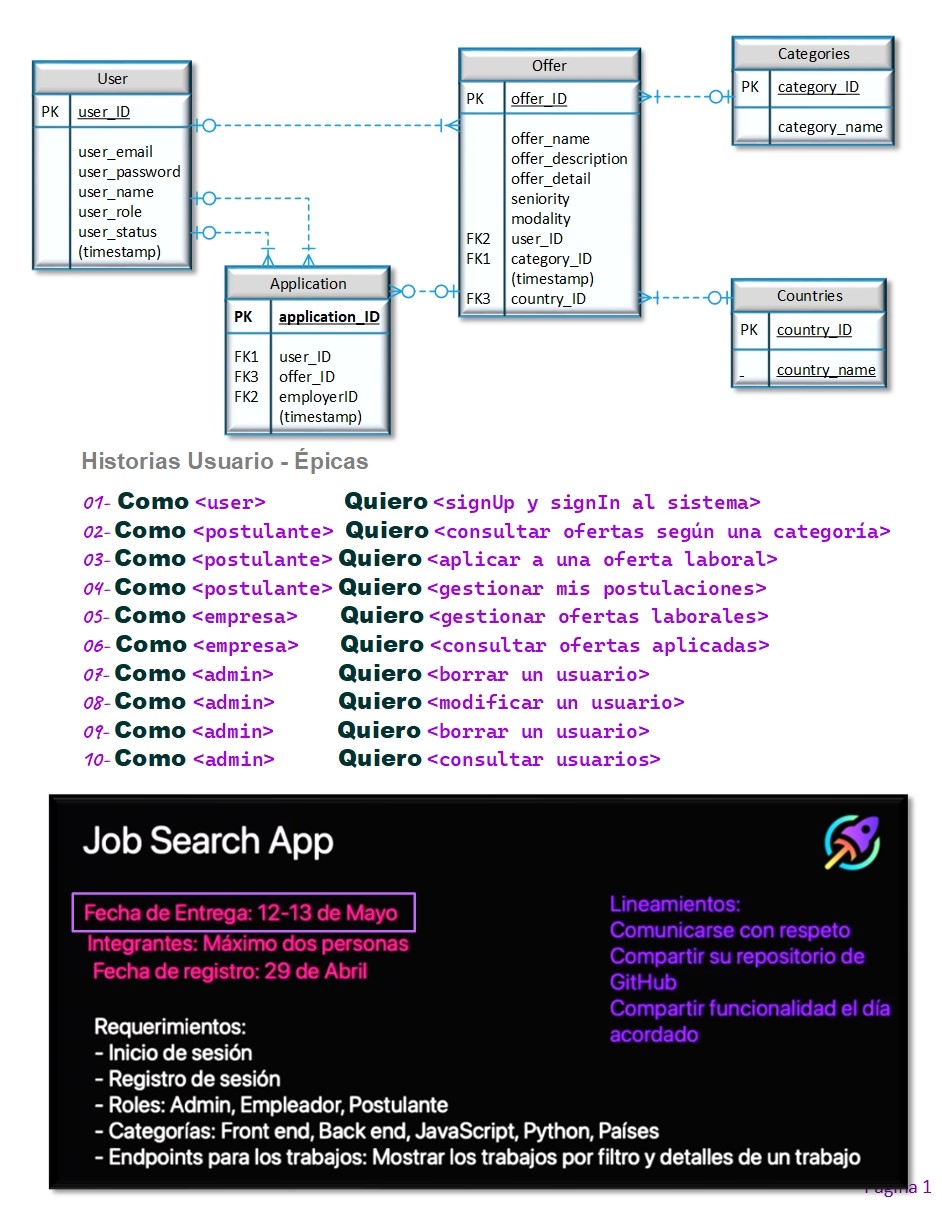 User
PK user_ID
user_email
user_password
user_name
user_role
user_status
(timestamp)
Offer
PK offer_ID
offer_name
offer_description
offer_detail
seniority
modality
FK2 user_ID
FK1 category_ID
(timestamp)
FK3 country_ID
Categories
PK category_ID
category_name
Application
PK application_ID
FK1 user_ID
FK3 offer_ID
FK2 employerID
(timestamp)
Countries
PK country_ID
country_name
Historias Usuario - Épicas
01- Como <user> Quiero <signUp y signIn al sistema>
02- Como <postulante> Quiero <consultar ofertas según una categoría>
03- Como <postulante> Quiero <aplicar a una oferta laboral>
04- Como <postulante> Quiero <gestionar mis postulaciones>
05- Como <empresa> Quiero <gestionar ofertas laborales>
06- Como <empresa> Quiero <consultar ofertas aplicadas>
07- Como <admin> Quiero <borrar un usuario>
08- Como <admin> Quiero <modificar un usuario>
09- Como <admin> Quiero <borrar un usuario>
10- Como <admin> Quiero <consultar usuarios>
Job Search App
Fecha de Entrega: 12-13 de Mayo
Integrantes: Máximo dos personas
Fecha de registro: 29 de Abril
Lineamientos:
Comunicarse con respeto
Compartir su repositorio de
GitHub
Compartir funcionalidad el día
acordado
Requerimientos:
- Inicio de sesión
- Registro de sesión
- Roles: Admin, Empleador, Postulante
- Categorías: Front end, Back end, JavaScript, Python, Países
- Endpoints para los trabajos: Mostrar los trabajos por filtro y detalles de un trabajo
Página 1